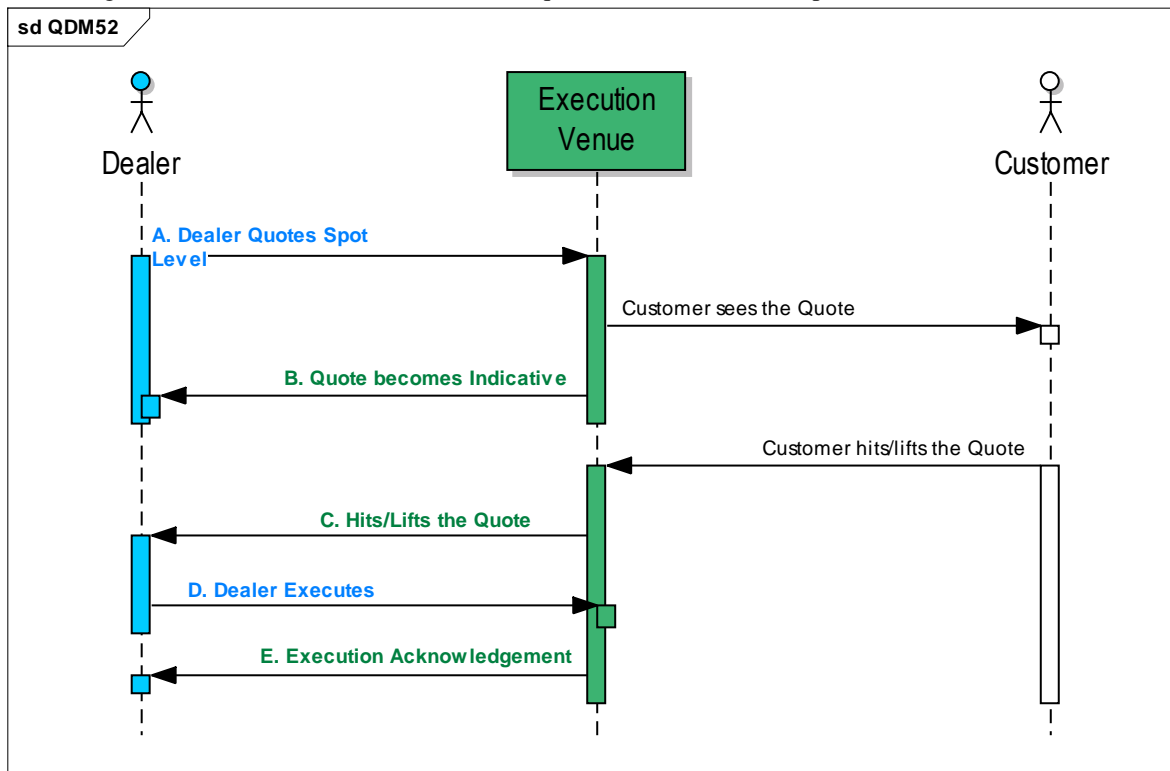 sd QDM52
Execution
Venue
Dealer
Customer
A. Dealer Quotes Spot
Level
Customer sees the Quote
B. Quote becomes Indicative
Customer hits/lifts the Quote
C. Hits/Lifts the Quote
D. Dealer Executes
E. Execution Acknowledgement